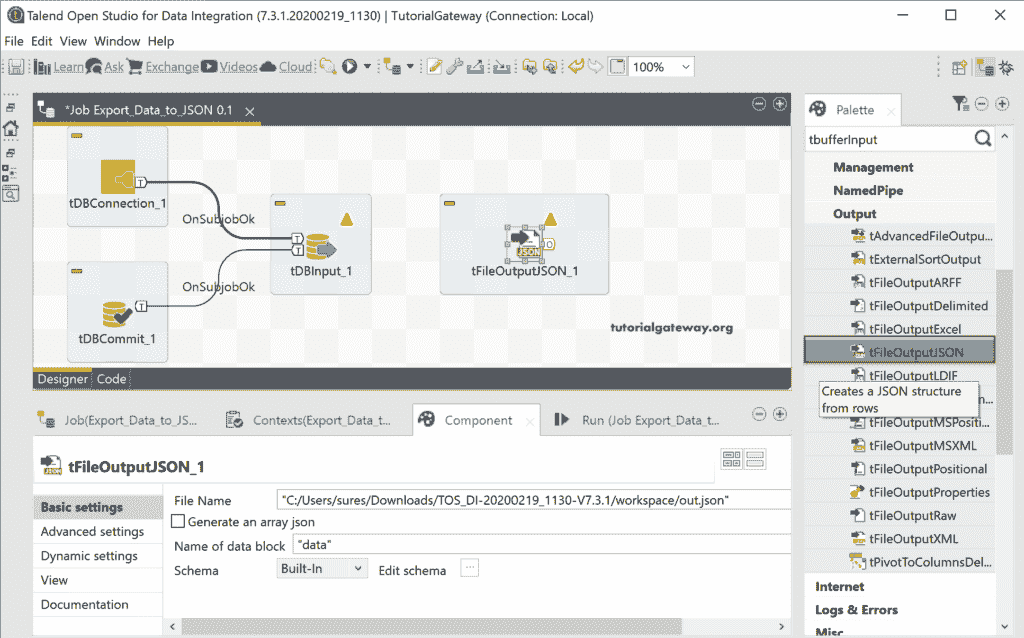 Talend Open Studio for Data Integration (7.3.1.20200219_1130) | TutorialGateway (Connection: Local)
File Edit View Window Help
Learn Ask Exchange Videos Cloud 100%
*Job Export_Data_to_JSON 0.1
tDBConnection_1
OnSubjobOk
tDBInput_1
OnSubjobOk
tDBCommit_1
JSON
tFileOutputJSON_1
tutorialgateway.org
Designer Code
Palette
tbufferInput
Management
NamedPipe
Output
tAdvancedFileOutpu...
tExternalSortOutput
tFileOutputARFF
tFileOutputDelimited
tFileOutputExcel
tFileOutputJSON
tFileOutputLDIF
Creates a JSON structure
from rows
tFileOutputMSPositi...
tFileOutputMSXML
tFileOutputPositional
tFileOutputProperties
tFileOutputRaw
tFileOutputXML
tPivotToColumnsDel...
Internet
Logs & Errors
Misc
Job(Export_Data_to_JS... Contexts(Export_Data_t... Component Run (Job Export_Data_t...
tFileOutputJSON_1
Basic settings
Advanced settings
Dynamic settings
View
Documentation
File Name "C:/Users/sures/Downloads/TOS_DI-20200219_1130-V7.3.1/workspace/out.json"
Generate an array json
Name of data block "data"
Schema Built-In Edit schema ...